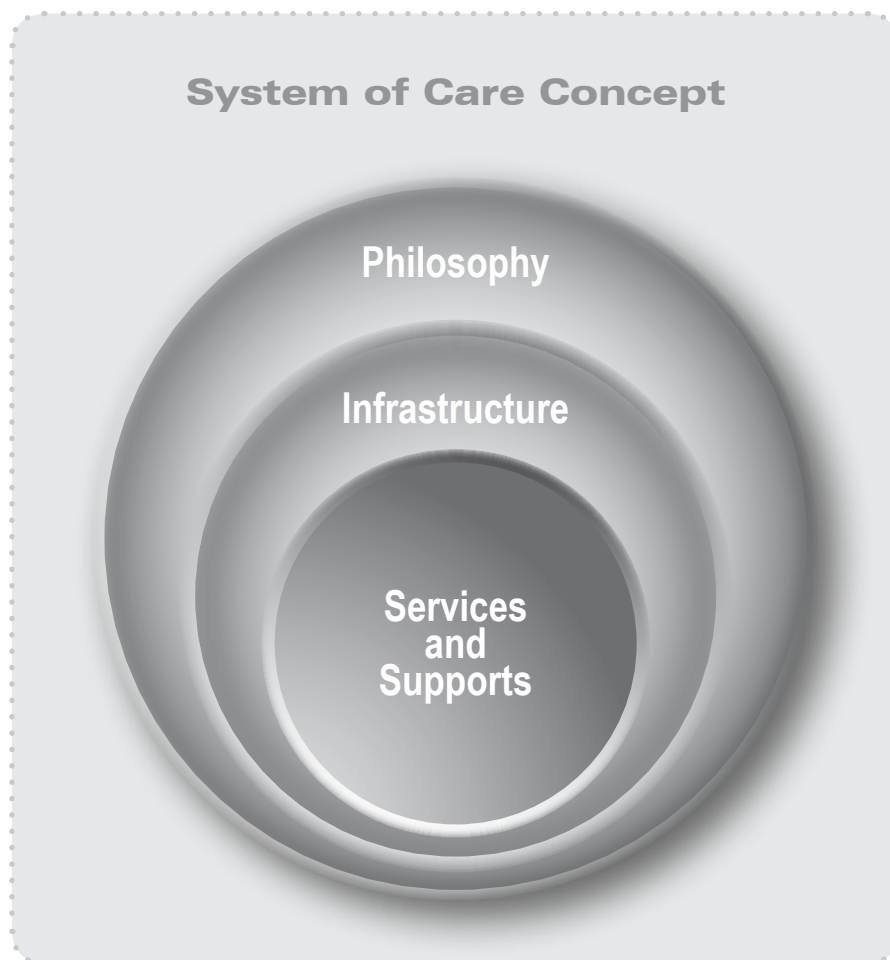 System of Care Concept
Philosophy
Infrastructure
Services
and
Supports